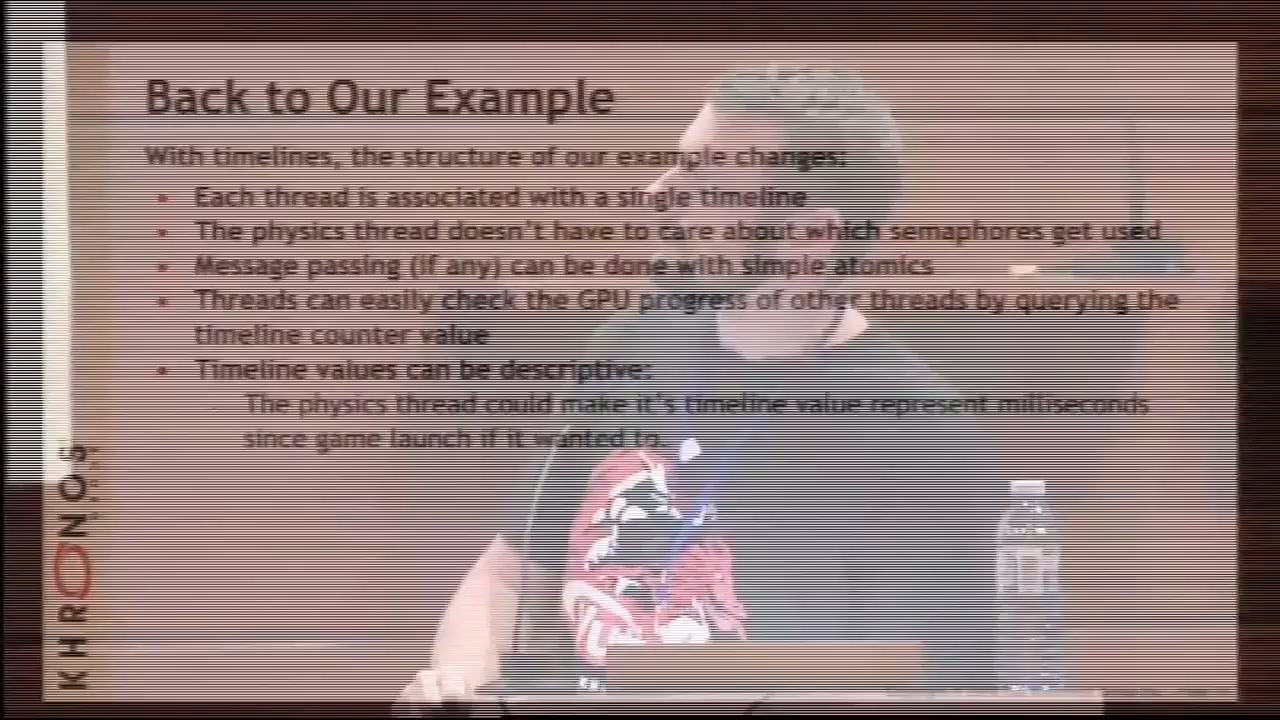 Back to Our Example
With timelines, the structure of our example changes:
Each thread is associated with a single timeline
The physics thread doesn't have to care about which semaphores get used
Message passing (if any) can be done with simple atomics
Threads can easily check the GPU progress of other threads by querying the
timeline counter value
Timeline values can be descriptive:
The physics thread could make it's timeline value represent milliseconds
since game launch if it wanted to.
KHRONOS